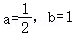 a=1/2, b=1